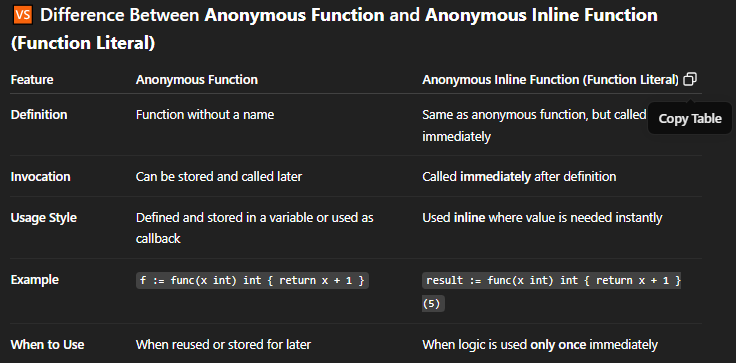 VS Difference Between Anonymous Function and Anonymous Inline Function
(Function Literal)
Feature Anonymous Function Anonymous Inline Function (Function Literal)
Definition Function without a name Same as anonymous function, but called
immediately
Copy Table
Invocation Can be stored and called later Called immediately after definition
Usage Style Defined and stored in a variable or used as Used inline where value is needed instantly
callback
Example f := func(x int) int { return x + 1 } result := func(x int) int { return x + 1 }
(5)
When to Use When reused or stored for later When logic is used only once immediately